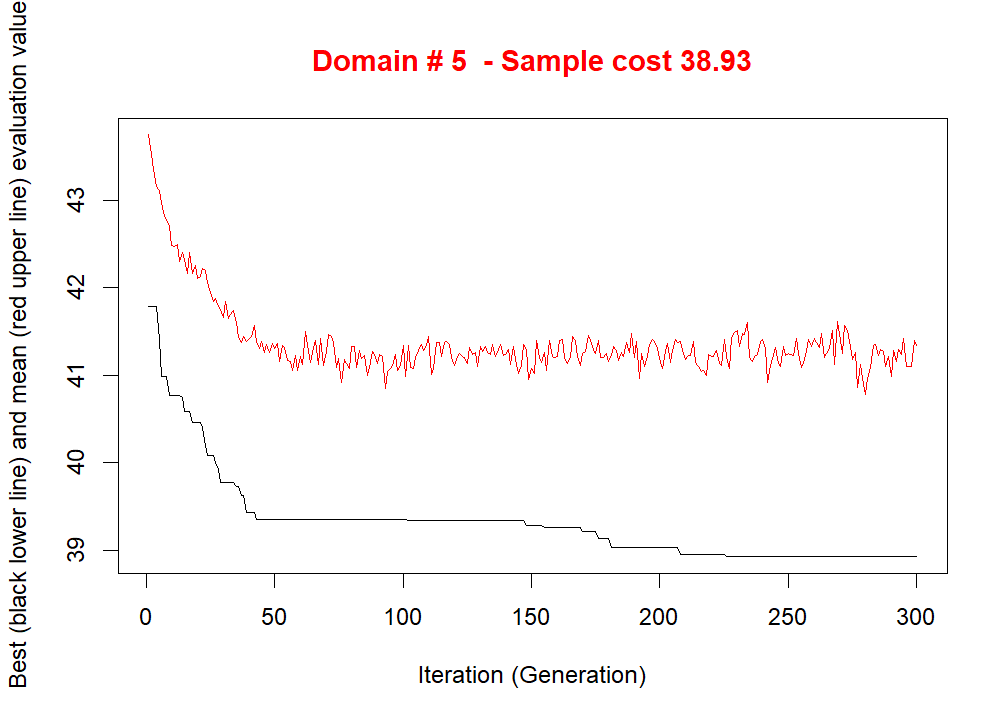 Domain # 5  - Sample cost 38.93
Best (black lower line) and mean (red upper line) evaluation value
43
42
41
40
39
0 50 100 150 200 250 300
Iteration (Generation)